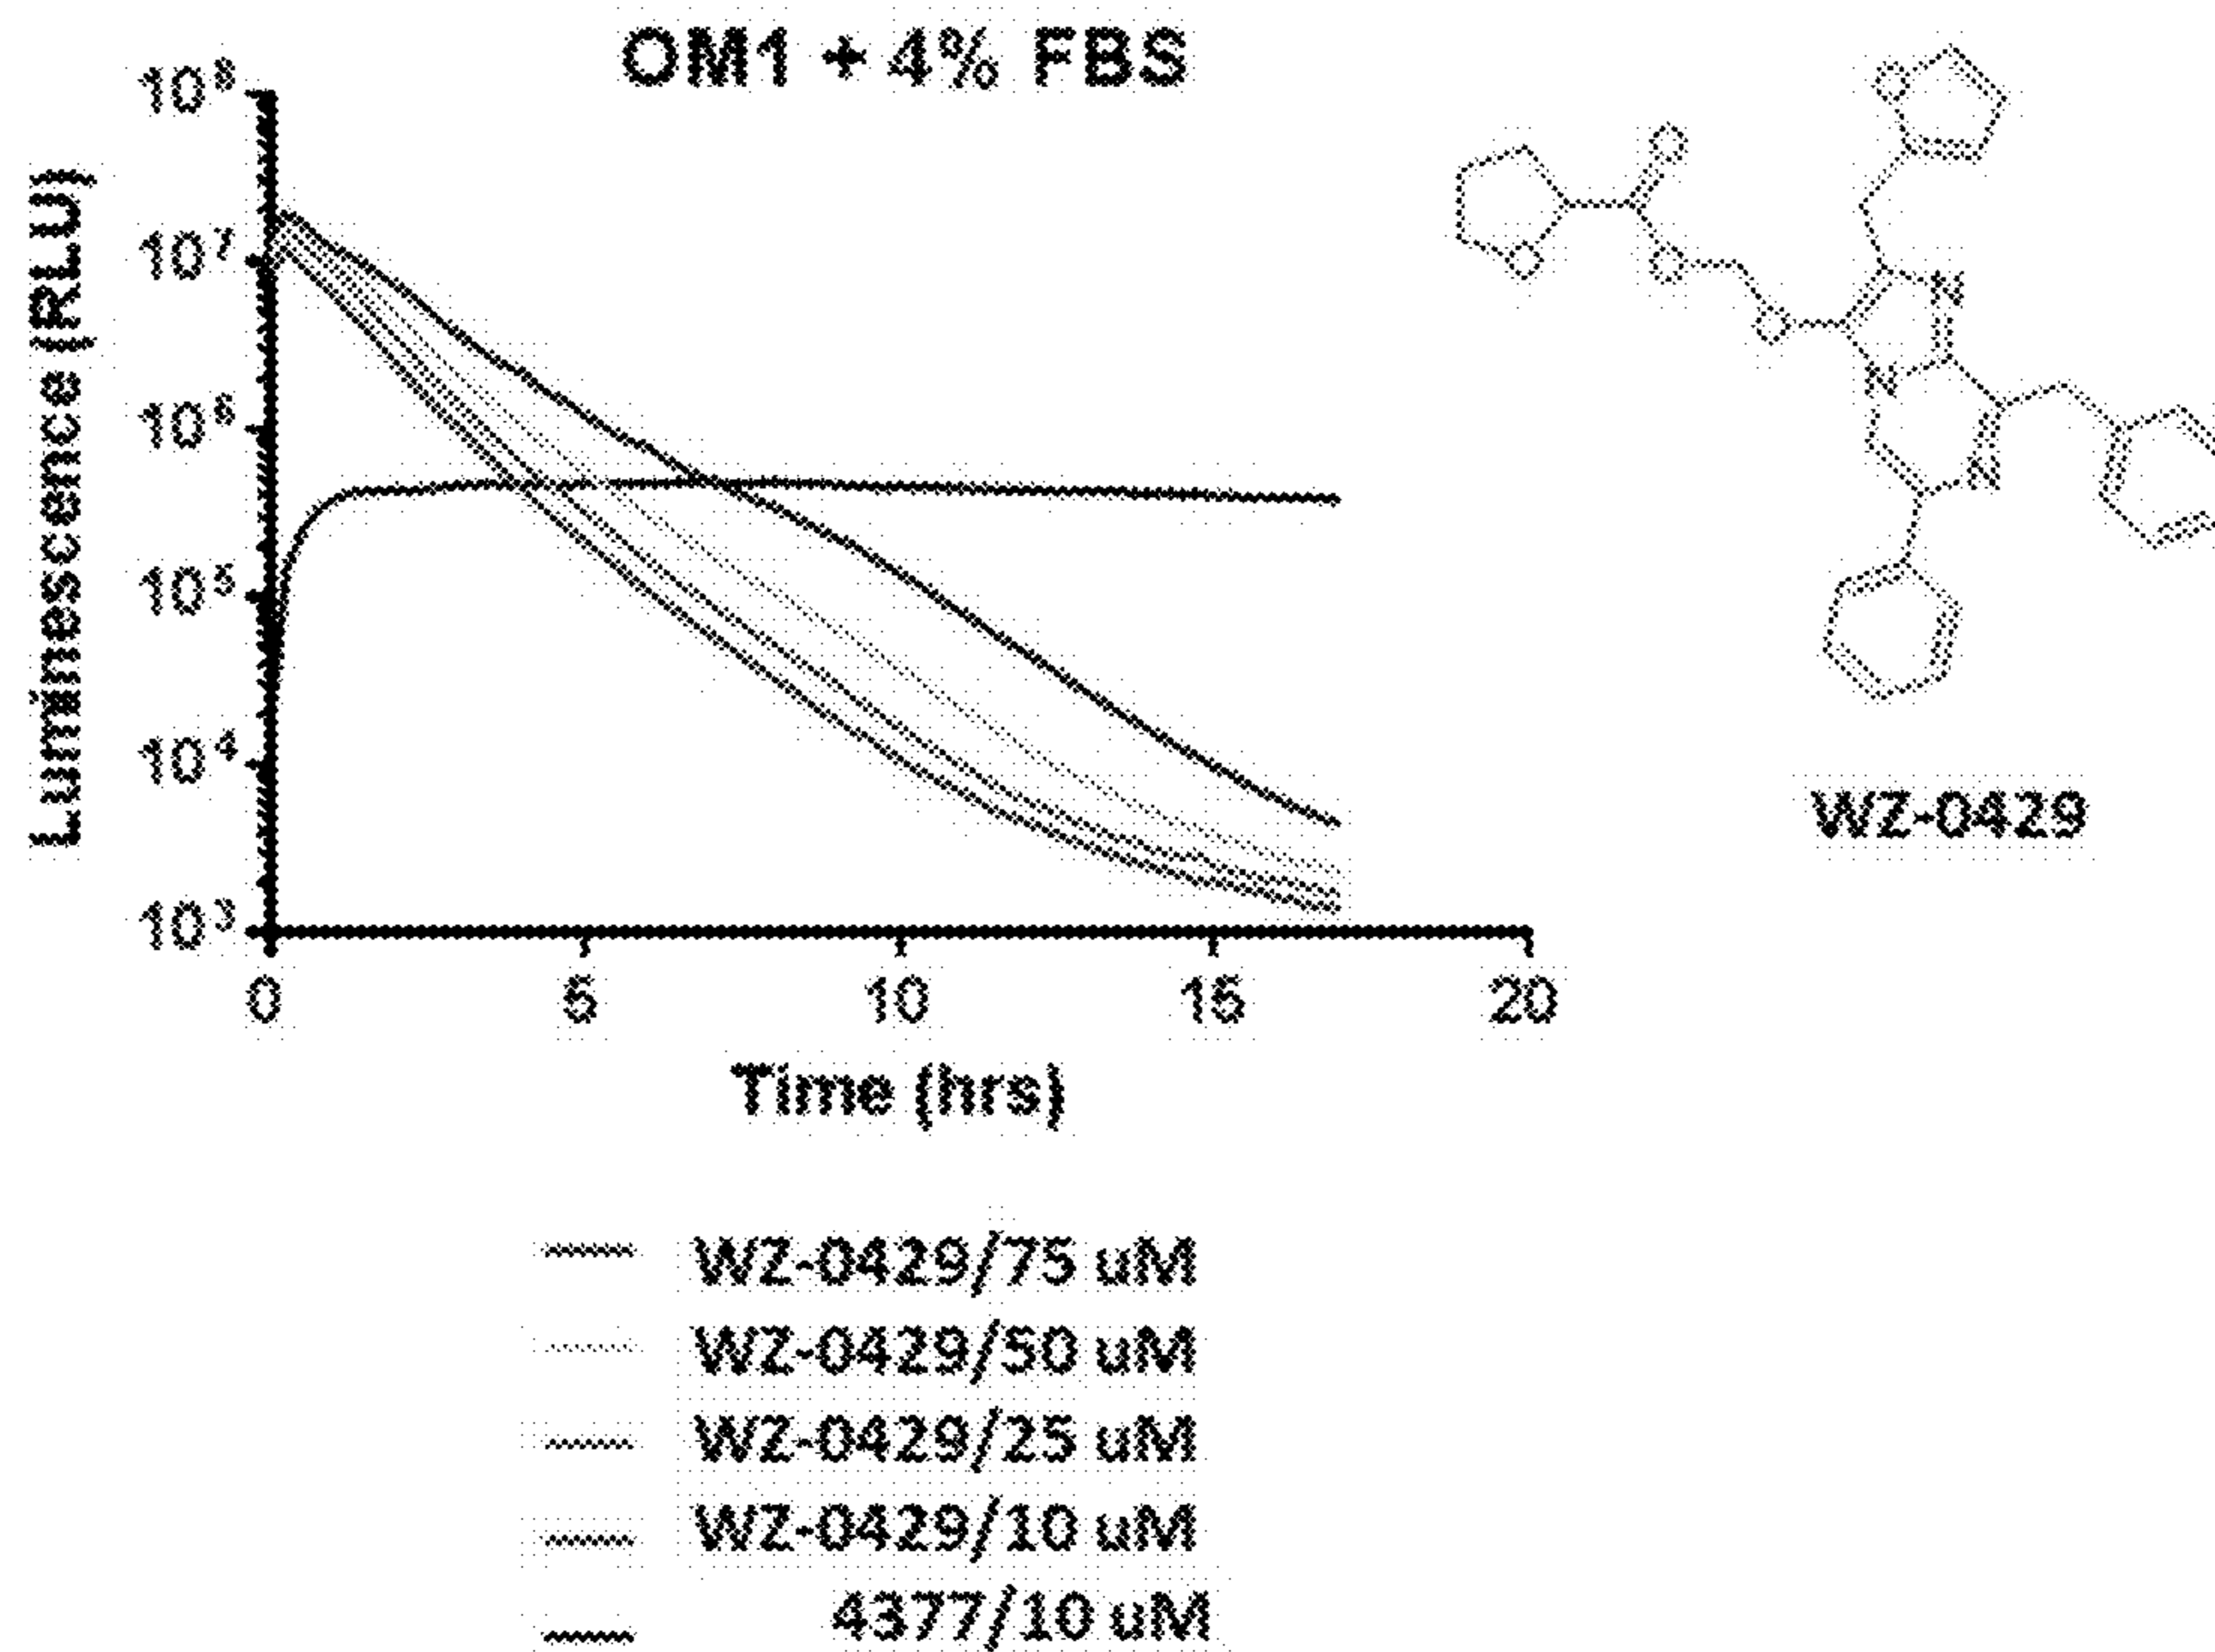 OM1 + 4% FBS
Luminescence (RLU)
10⁸
10⁷
10⁶
10⁵
10⁴
10³
0 5 10 15 20
Time (hrs)
O
O
O
O
O
N
N
N
WZ-0429
WZ-0429/75 uM
WZ-0429/50 uM
WZ-0429/25 uM
WZ-0429/10 uM
4377/10 uM